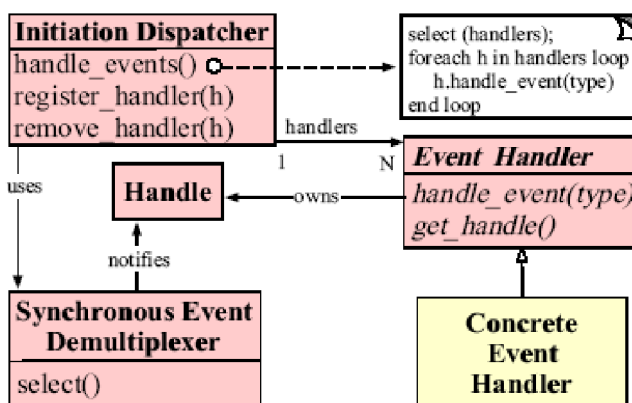 Initiation Dispatcher
handle_events()
register_handler(h)
remove_handler(h)
select (handlers);
foreach h in handlers loop
h.handle_event(type)
end loop
handlers
1
N
uses
Handle
owns
Event Handler
handle_event(type)
get_handle()
notifies
Synchronous Event
Demultiplexer
select()
Concrete
Event
Handler